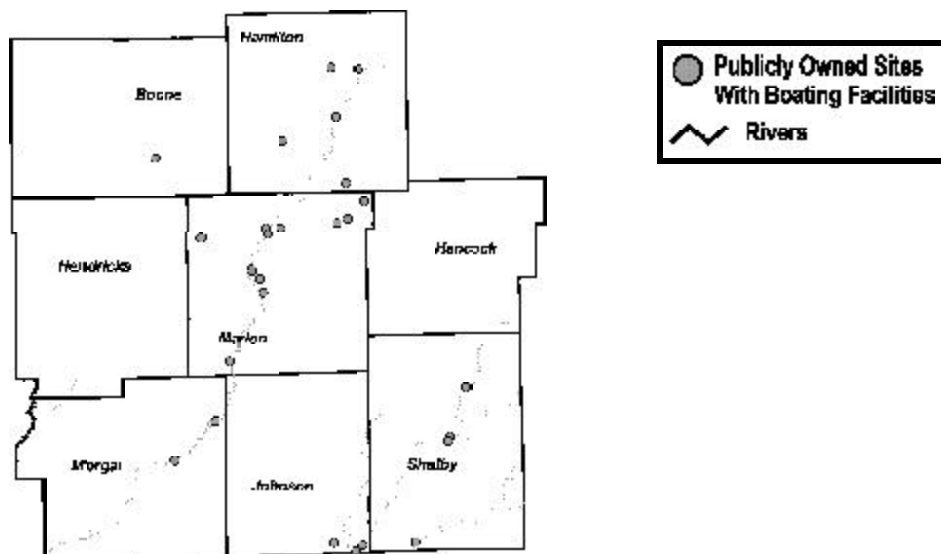 Hamilton
Boone
Hancock
Hendricks
Marion
Morgan
Shelby
Johnson
Publicly Owned Sites
With Boating Facilities
Rivers